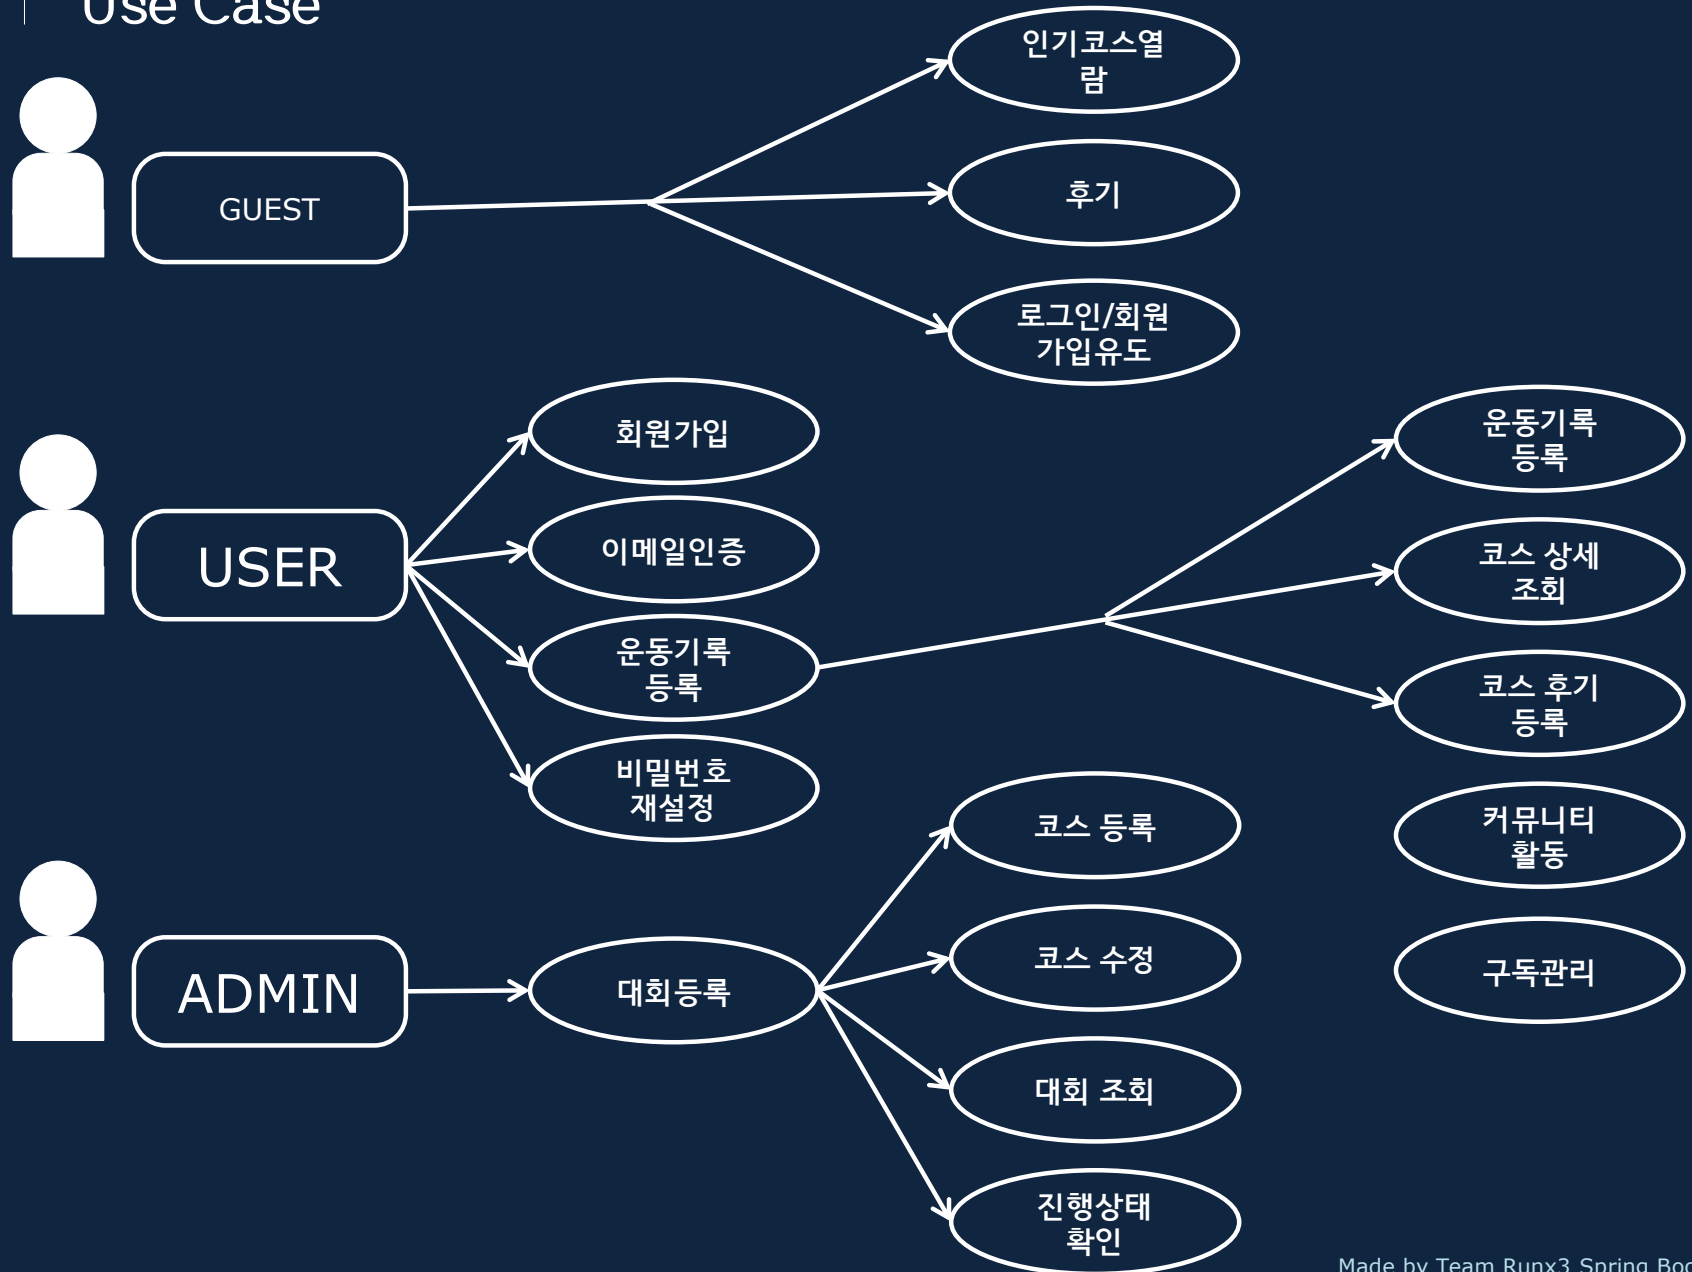 Use Case
인기코스열
람
GUEST
후기
로그인/회원
가입유도
회원가입
이메일인증
USER
운동기록
등록
비밀번호
재설정
운동기록
등록
코스 상세
조회
코스 후기
등록
커뮤니티
활동
구독관리
ADMIN
대회등록
코스 등록
코스 수정
대회 조회
진행상태
확인
Made by Team Runx3 Spring